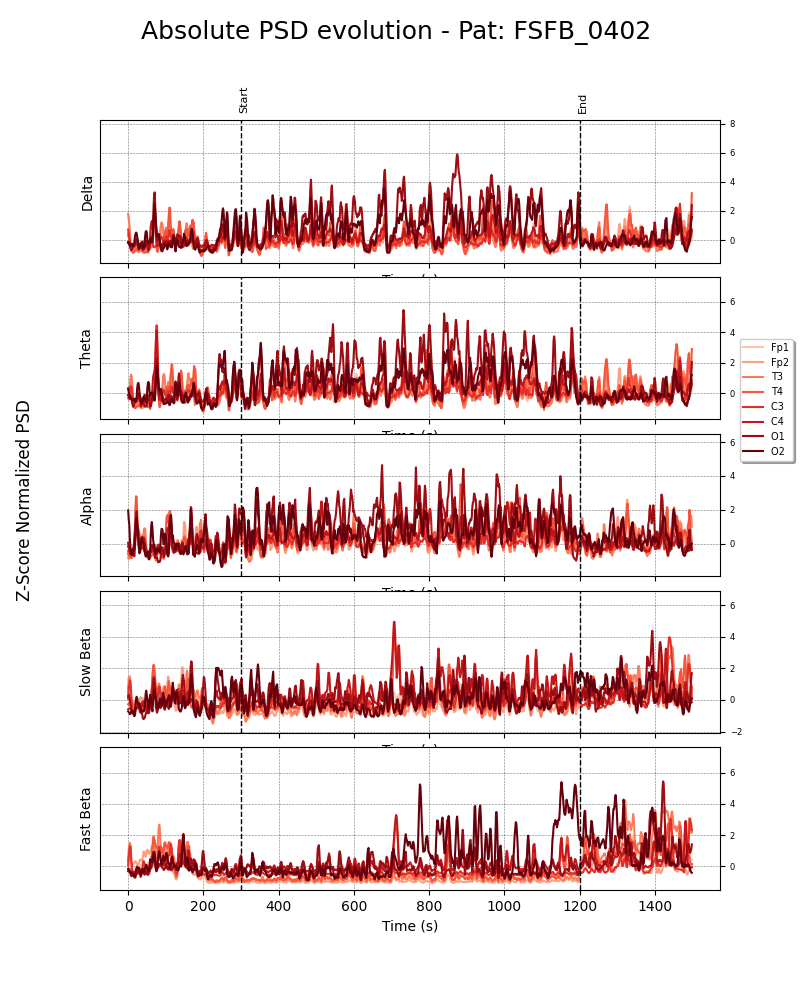 Absolute PSD evolution - Pat: FSFB_0402
Start
End
Delta
8
6
4
2
0
Theta
6
4
2
0
Alpha
6
4
2
0
Slow Beta
6
4
2
0
−2
Fast Beta
6
4
2
0
0 200 400 600 800 1000 1200 1400
Time (s)
Z-Score Normalized PSD
Fp1
Fp2
T3
T4
C3
C4
O1
O2